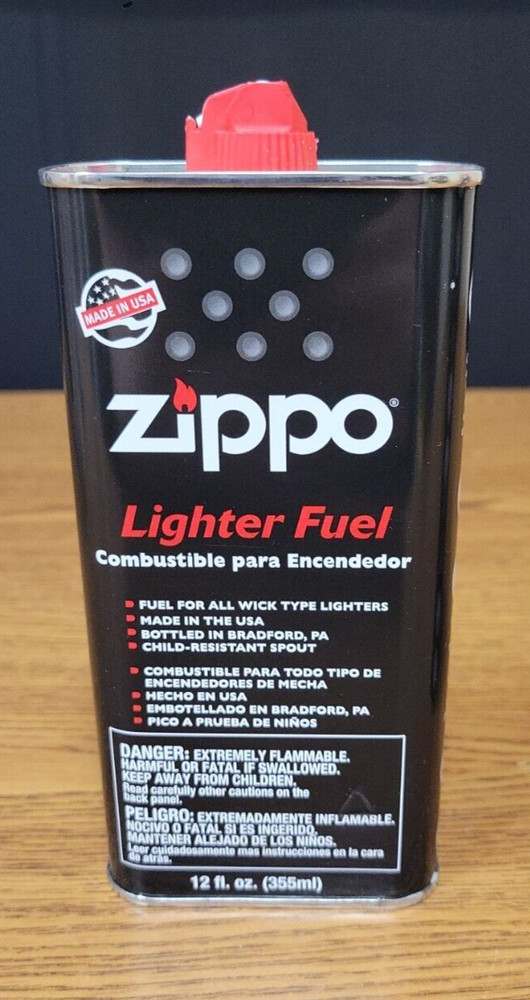 MADE IN USA
zippo®
Lighter Fuel
Combustible para Encendedor
FUEL FOR ALL WICK TYPE LIGHTERS
MADE IN THE USA
BOTTLED IN BRADFORD, PA
CHILD-RESISTANT SPOUT
COMBUSTIBLE PARA TODO TIPO DE
ENCENDEDORES DE MECHA
HECHO EN USA
EMBOTELLADO EN BRADFORD, PA
PICO A PRUEBA DE NIÑOS
DANGER: EXTREMELY FLAMMABLE.
HARMFUL OR FATAL IF SWALLOWED.
KEEP AWAY FROM CHILDREN.
Read carefully other cautions on the
back panel.
PELIGRO: EXTREMADAMENTE INFLAMABLE.
NOCIVO O FATAL SI ES INGERIDO.
MANTENER ALEJADO DE LOS NIÑOS.
Leer cuidadosamente mas instrucciones en la cara
de atrás.
12 fl. oz. (355ml)